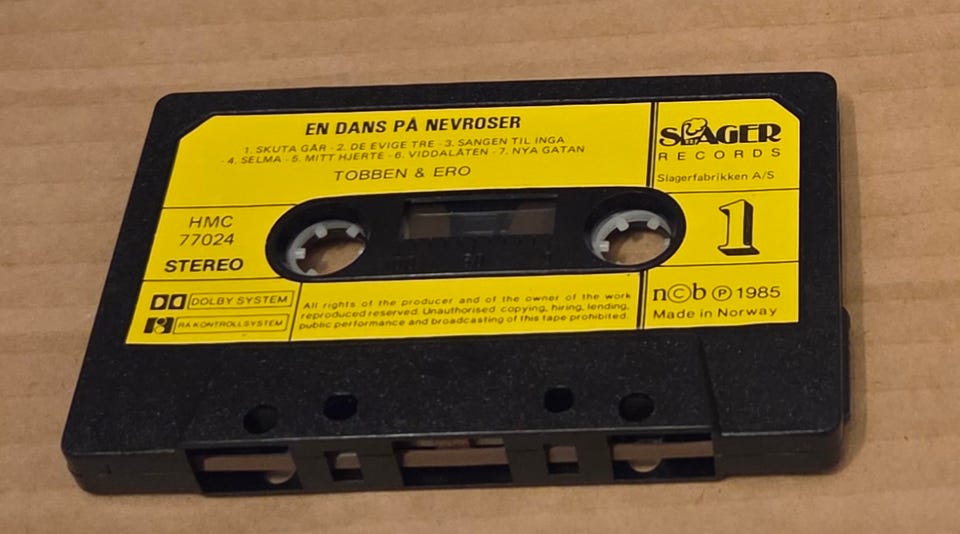 EN DANS PÅ NEVROSER
1. SKUTA GÅR - 2. DE EVIGE TRE - 3. SANGEN TIL INGA
- 4. SELMA - 5. MITT HJERTE - 6. VIDDALÅTEN - 7. NYA GATAN
TOBBEN & ERO
SLAGER
RECORDS
Slagerfabrikken A/S
HMC
77024
STEREO
1
DOLBY SYSTEM
RA KONTROLLSYSTEM
All rights of the producer and of the owner of the work
reproduced reserved. Unauthorised copying, hiring, lending,
public performance and broadcasting of this tape prohibited.
n©b ℗ 1985
Made in Norway